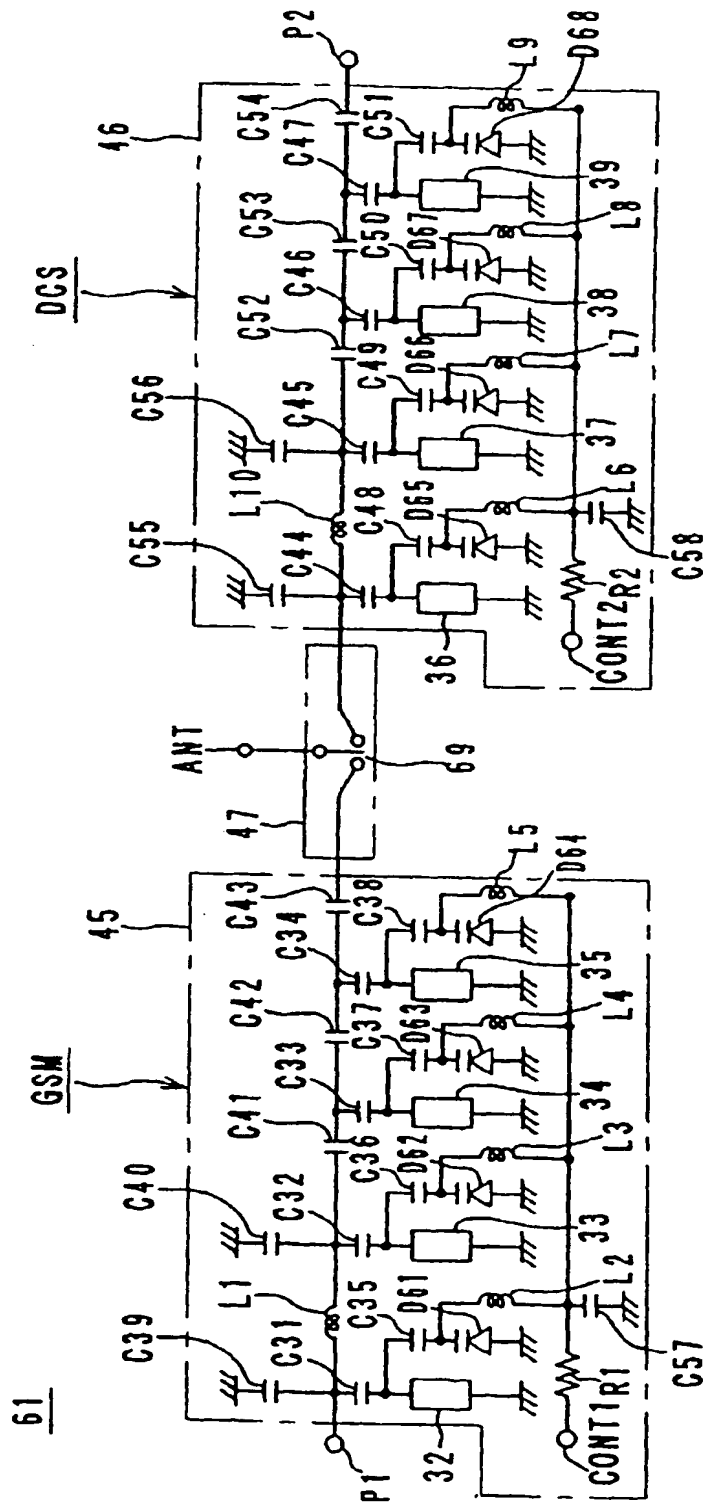 61
GSM
DCS
45
46
ANT
47
69
C39
C40
C41
C42
C43
L1
C31
C32
C33
C34
C35
C36
C37
C38
D61
D62
D63
D64
P1
32
33
34
35
L2
L3
L4
L5
CONT1
R1
C57
C55
C56
C52
C53
C54
L10
C44
C45
C46
C47
C48
C49
C50
C51
D65
D66
D67
D68
P2
36
37
38
39
L6
L7
L8
L9
CONT2
R2
C58